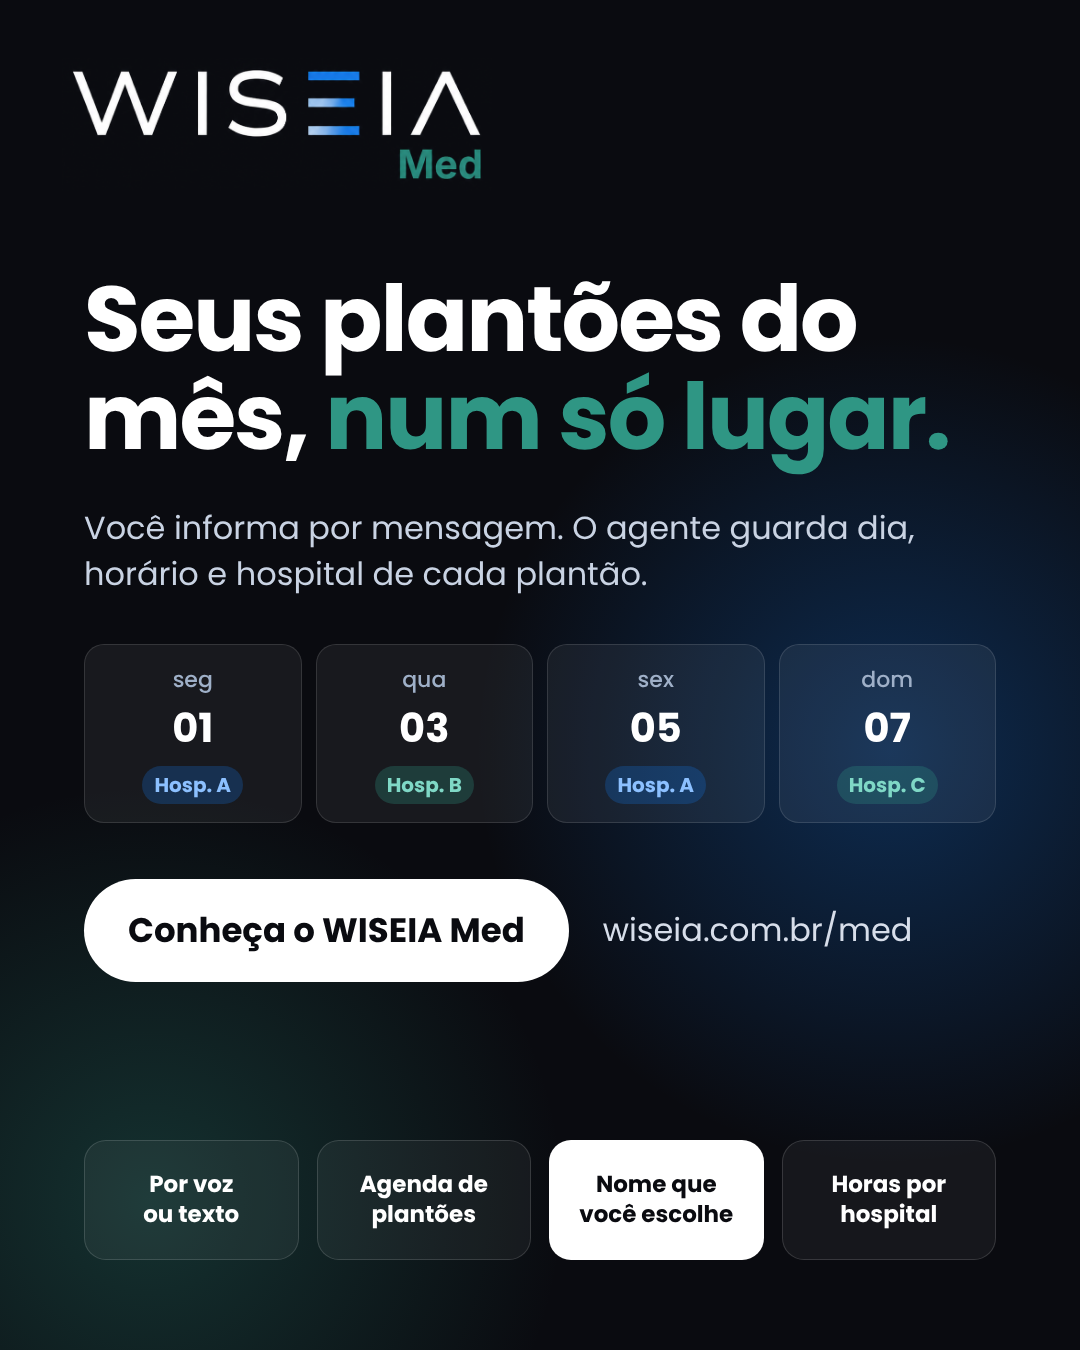 WISEIA
Med
Seus plantões do
mês, num só lugar.
Você informa por mensagem. O agente guarda dia,
horário e hospital de cada plantão.
seg
01
Hosp. A
qua
03
Hosp. B
sex
05
Hosp. A
dom
07
Hosp. C
Conheça o WISEIA Med
wiseia.com.br/med
Por voz
ou texto
Agenda de
plantões
Nome que
você escolhe
Horas por
hospital